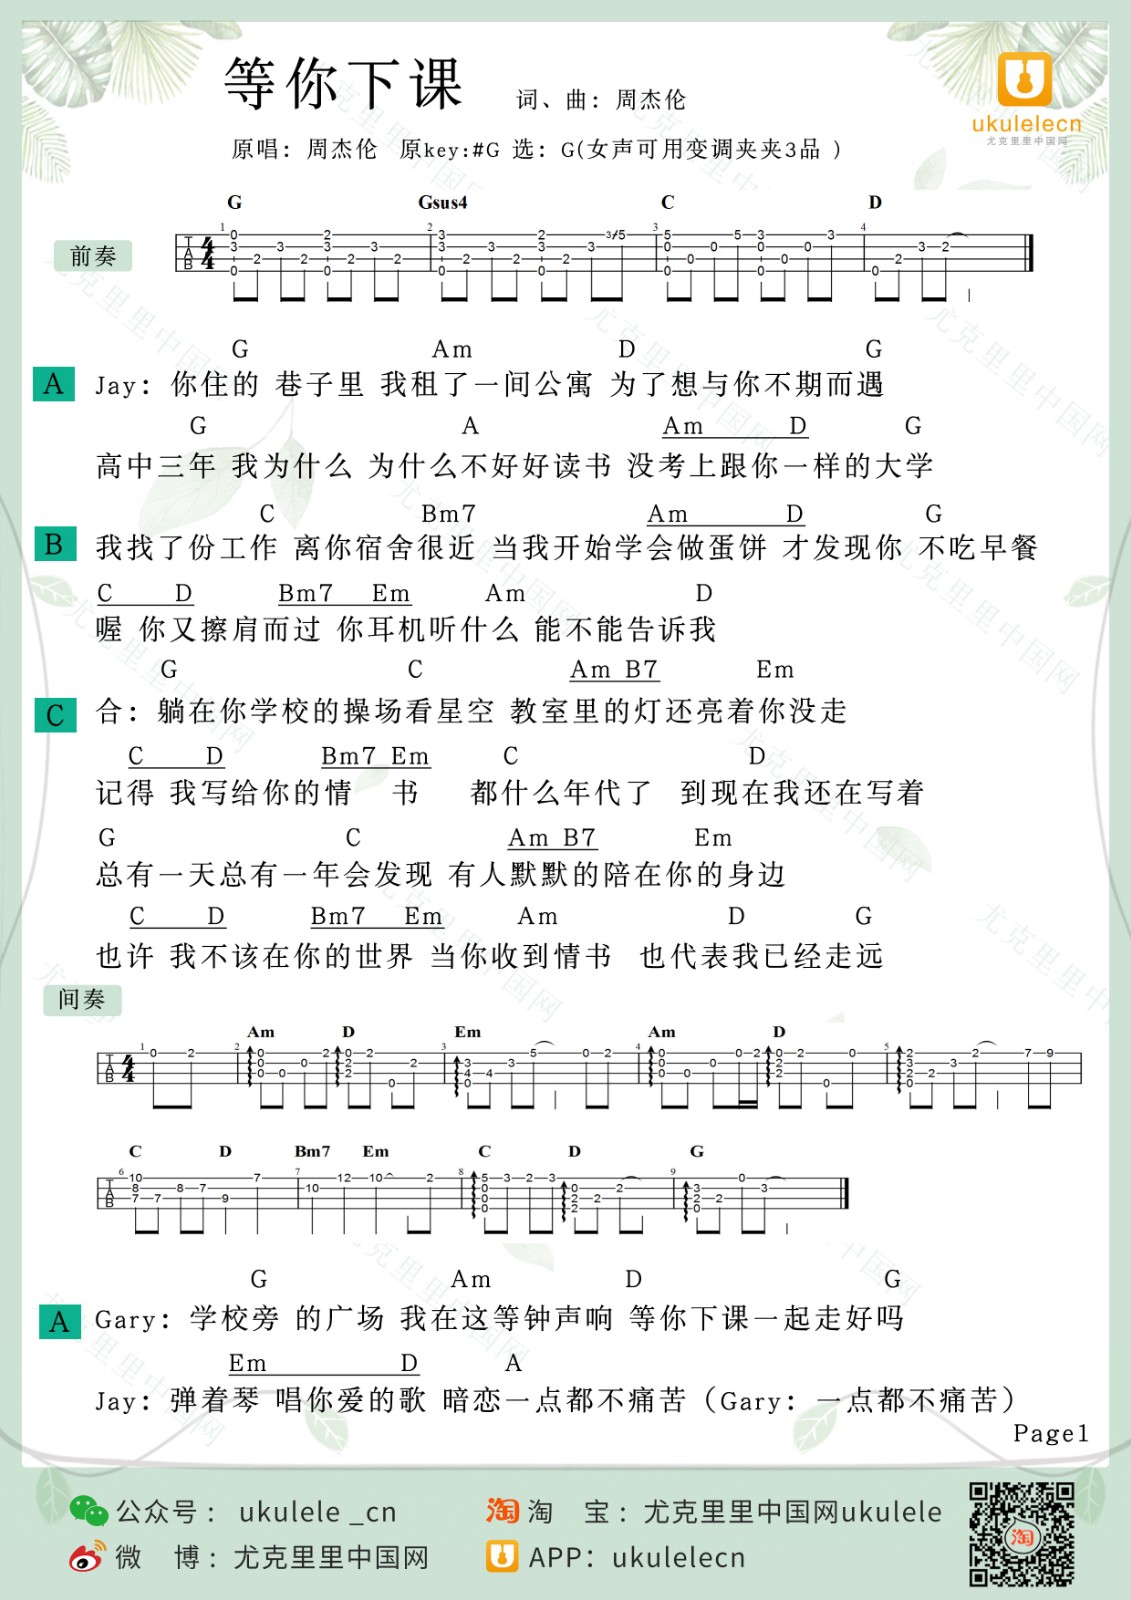 等你下课
词、曲：周杰伦
ukulelecn
尤克里里中国网
原唱：周杰伦 原key:#G 选：G(女声可用变调夹夹3品 )
G Gsus4 C D
前奏
G Am D G
A Jay：你住的 巷子里 我租了一间公寓 为了想与你不期而遇
G A Am D G
高中三年 我为什么 为什么不好好读书 没考上跟你一样的大学
C Bm7 Am D G
B 我找了份工作 离你宿舍很近 当我开始学会做蛋饼 才发现你 不吃早餐
C D Bm7 Em Am D
喔 你又擦肩而过 你耳机听什么 能不能告诉我
G C Am B7 Em
C 合：躺在你学校的操场看星空 教室里的灯还亮着你没走
C D Bm7 Em C D
记得 我写给你的情 书 都什么年代了 到现在我还在写着
G C Am B7 Em
总有一天总有一年会发现 有人默默的陪在你的身边
C D Bm7 Em Am D G
也许 我不该在你的世界 当你收到情书 也代表我已经走远
间奏
Am D Em Am D
C D Bm7 Em C D G
G Am D G
A Gary：学校旁 的广场 我在这等钟声响 等你下课一起走好吗
Em D A
Jay：弹着琴 唱你爱的歌 暗恋一点都不痛苦（Gary：一点都不痛苦）
Page1
公众号： ukulele _cn
淘 宝：尤克里里中国网ukulele
微 博：尤克里里中国网
APP：ukulelecn